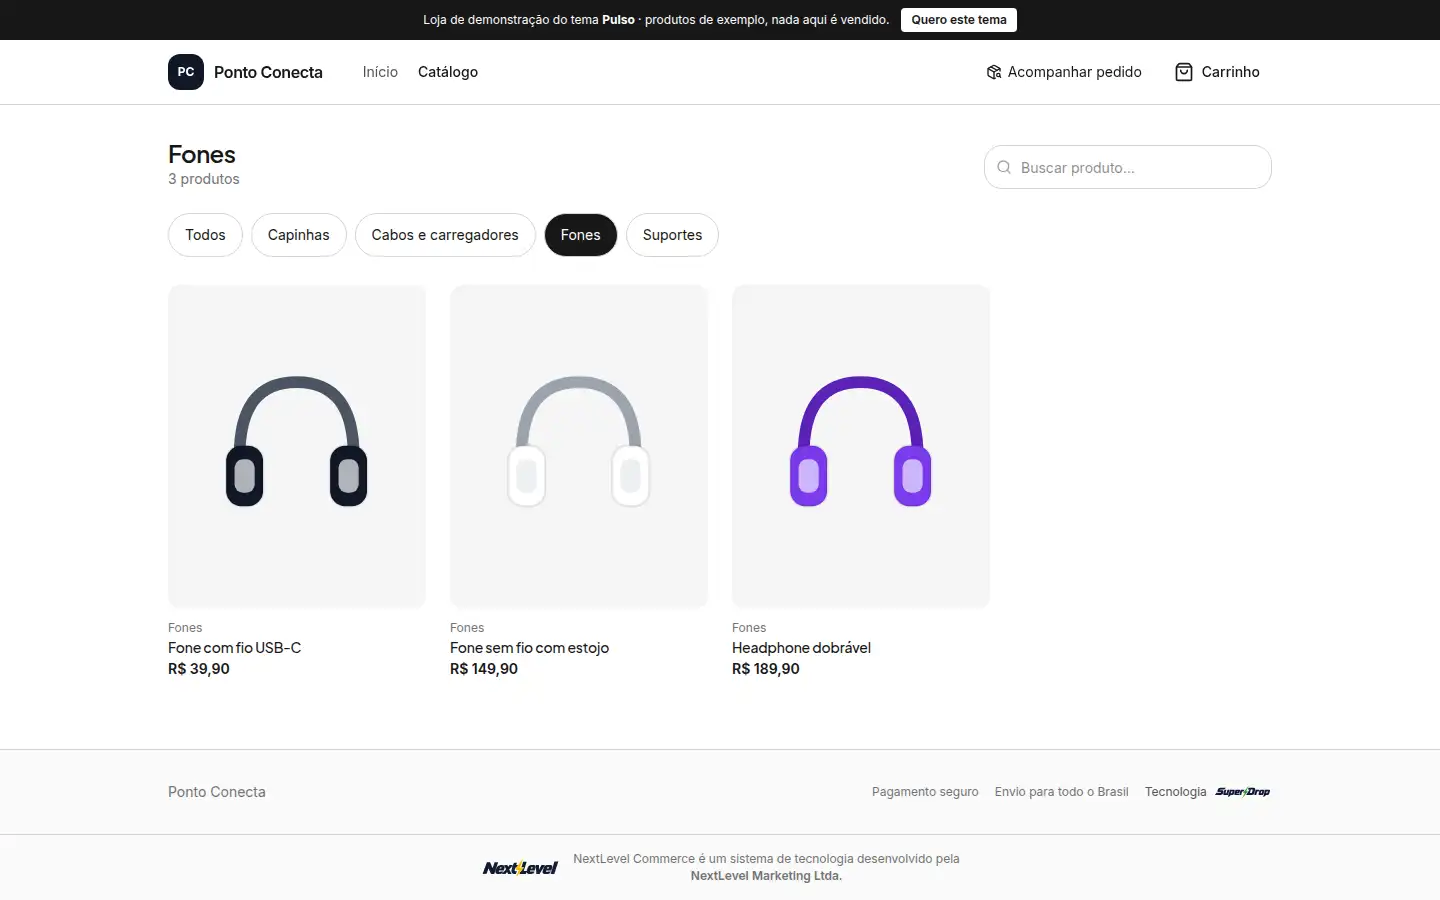 Loja de demonstração do tema Pulso · produtos de exemplo, nada aqui é vendido. Quero este tema
PC Ponto Conecta Início Catálogo Acompanhar pedido Carrinho
Fones
3 produtos
Buscar produto...
Todos Capinhas Cabos e carregadores Fones Suportes
Fones
Fone com fio USB-C
R$ 39,90
Fones
Fone sem fio com estojo
R$ 149,90
Fones
Headphone dobrável
R$ 189,90
Ponto Conecta Pagamento seguro Envio para todo o Brasil Tecnologia SuperDrop
NextLevel NextLevel Commerce é um sistema de tecnologia desenvolvido pela
NextLevel Marketing Ltda.